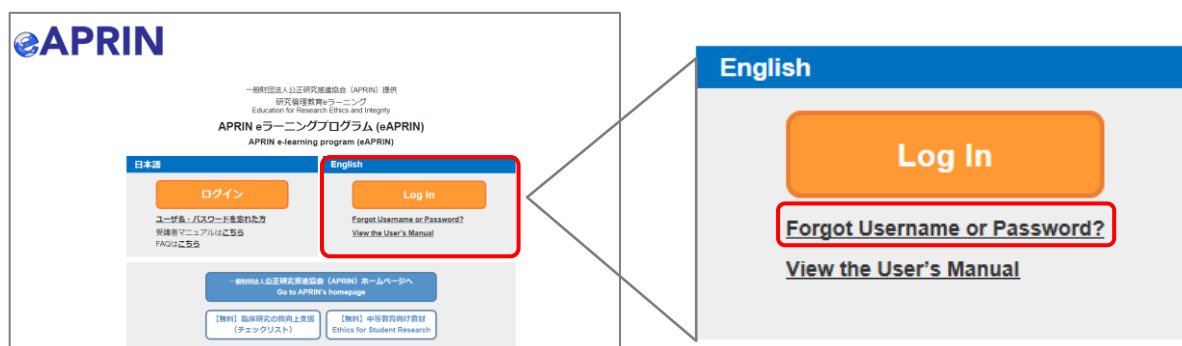 eAPRIN
一般財団法人公正研究推進協会（APRIN）提供
研究倫理教育eラーニング
Education for Research Ethics and Integrity
APRIN eラーニングプログラム (eAPRIN)
APRIN e-learning program (eAPRIN)
日本語
ログイン
ユーザ名・パスワードを忘れた方
受講者マニュアルはこちら
FAQはこちら
English
Log In
Forgot Username or Password?
View the User's Manual
一般財団法人公正研究推進協会（APRIN）ホームページへ
Go to APRIN's homepage
【無料】臨床研究の質向上支援
（チェックリスト）
【無料】中等教育向け教材
Ethics for Student Research
English
Log In
Forgot Username or Password?
View the User's Manual